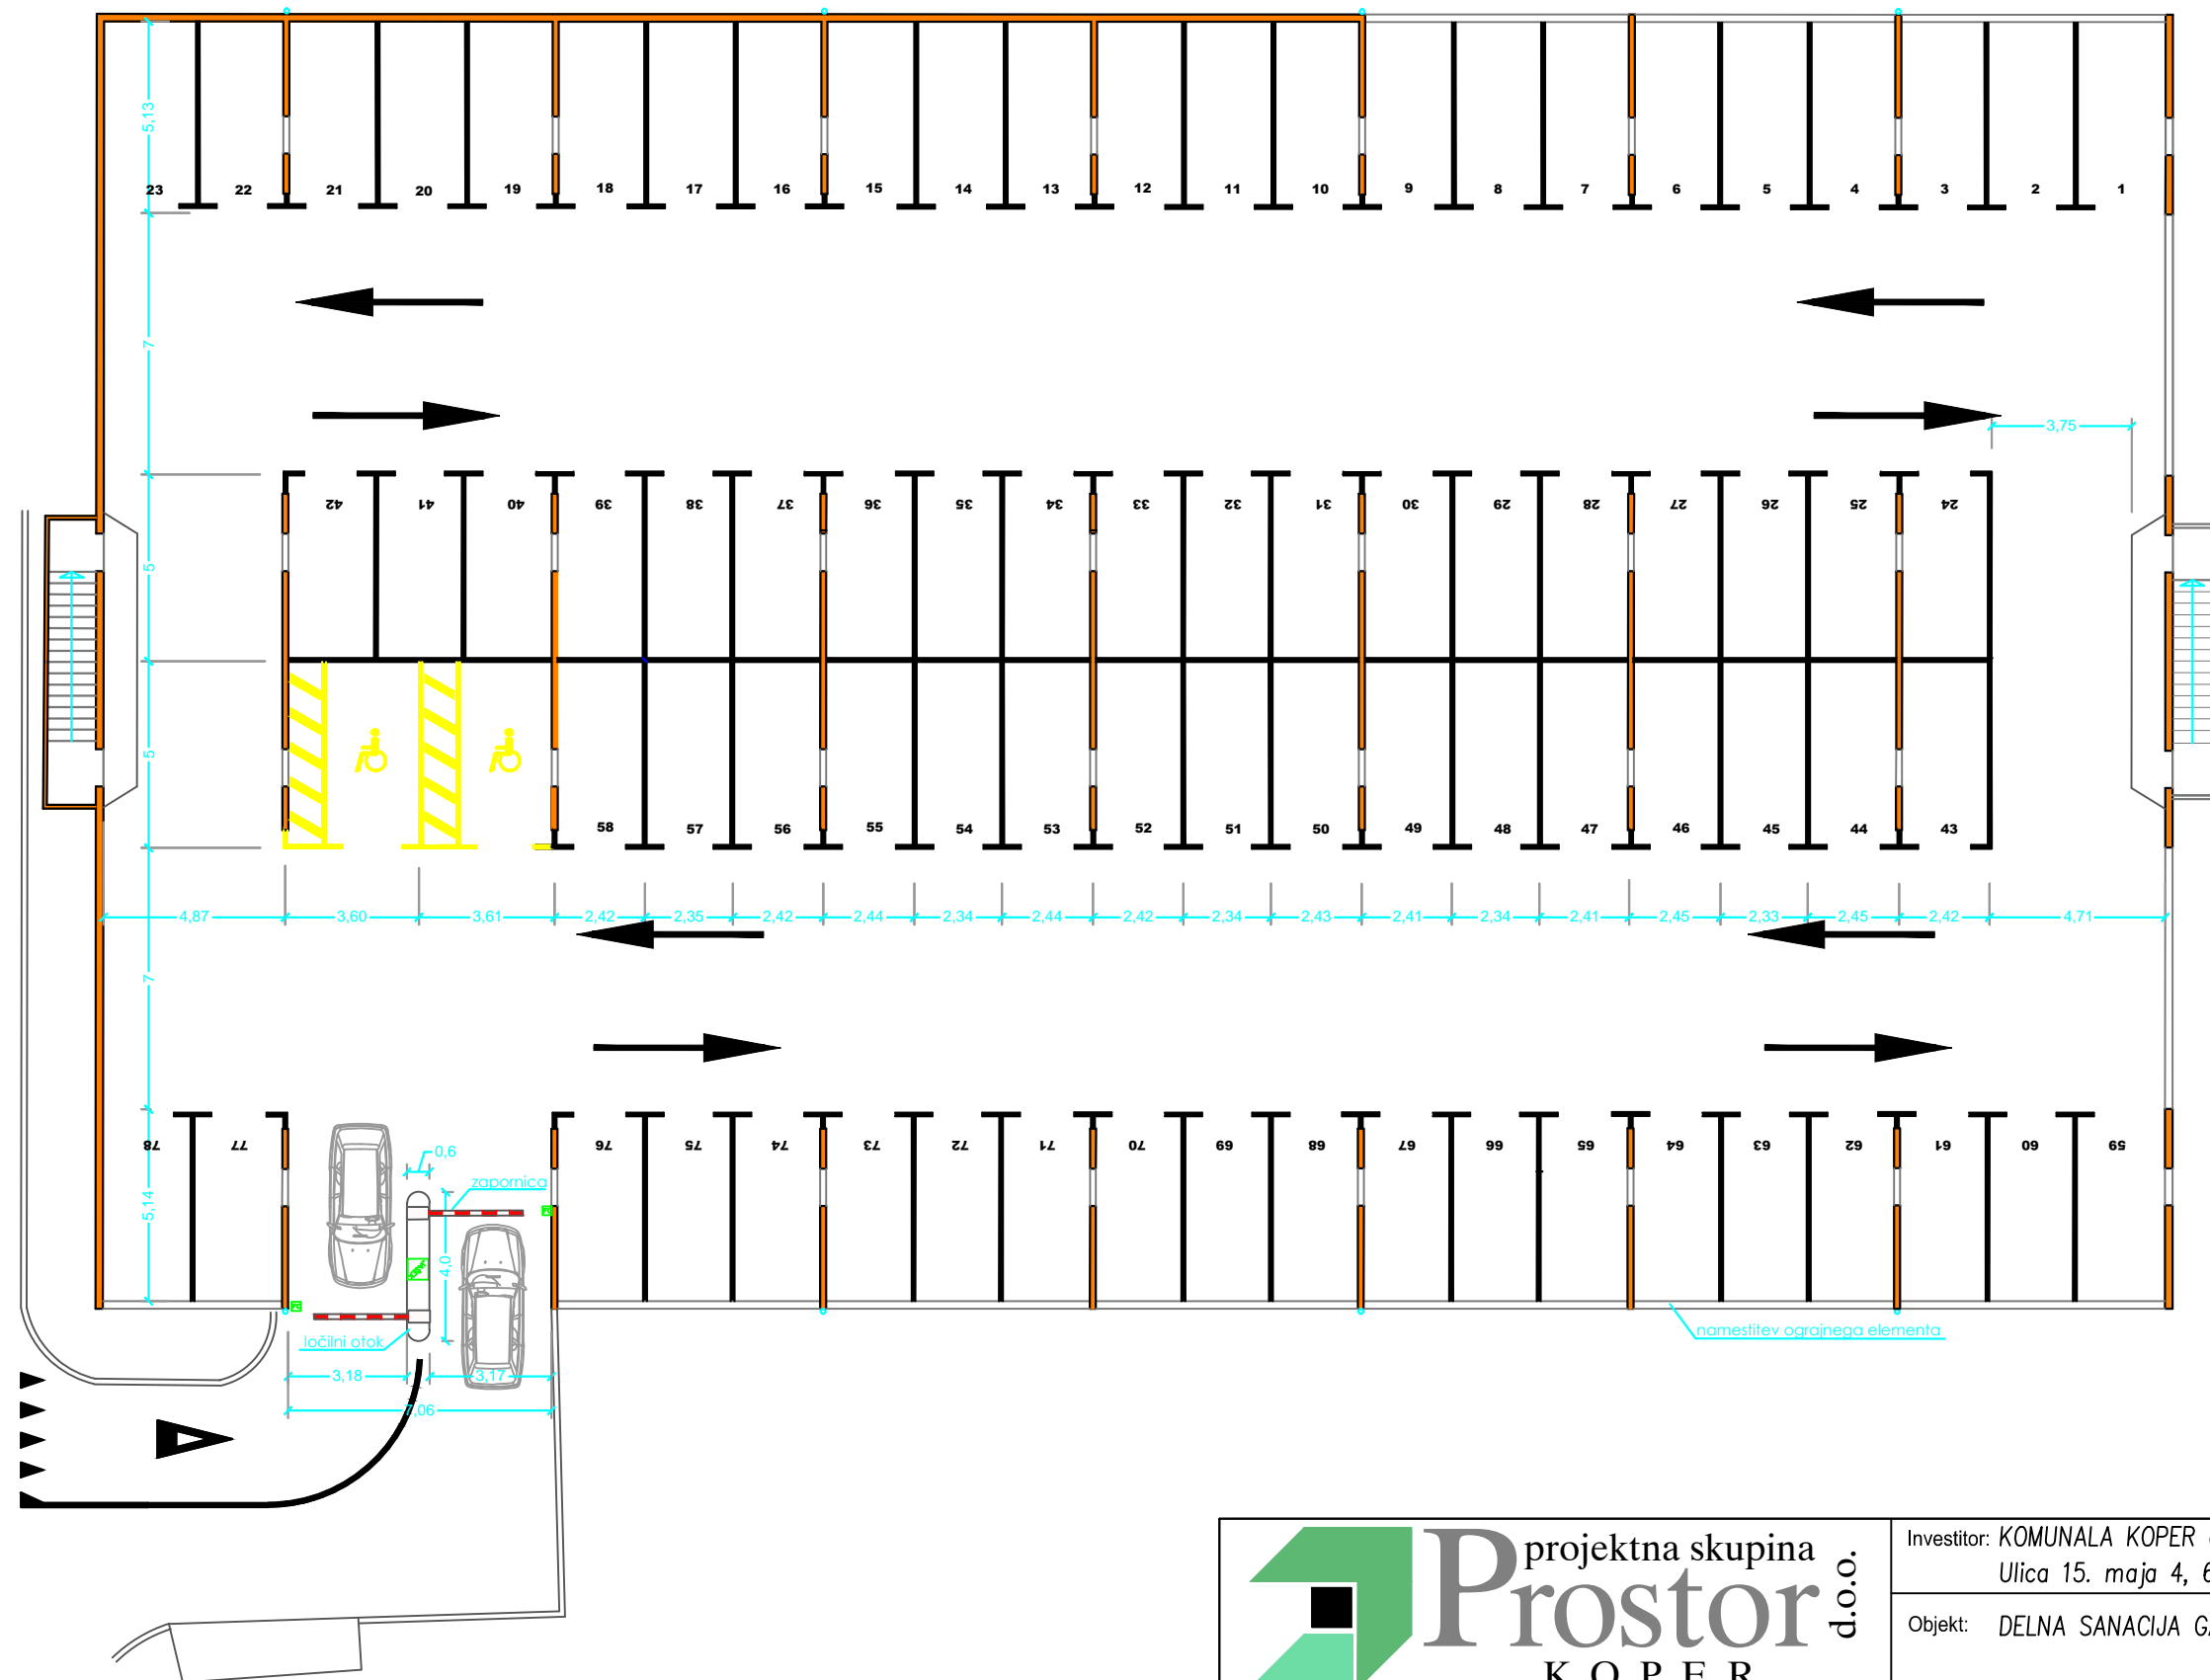 5,13
23 22 21 20 19 18 17 16 15 14 13 12 11 10 9 8 7 6 5 4 3 2 1
7
3,75
42 41 40 39 38 37 36 35 34 33 32 31 30 29 28 27 26 25 24
5
5
58 57 56 55 54 53 52 51 50 49 48 47 46 45 44 43
4,87 3,60 3,61 2,42 2,35 2,42 2,44 2,34 2,44 2,42 2,34 2,43 2,41 2,34 2,41 2,45 2,33 2,45 2,42 4,71
7
78 77 76 75 74 73 72 71 70 69 68 67 66 65 64 63 62 61 60 59
0,6
zapornica
5,14
4,0
ločilni otok
namestitev ograjnega elementa
3,18 3,17
7,06
projektna skupina
Prostor
d.o.o.
KOPER
Investitor: KOMUNALA KOPER
Ulica 15. maja 4, 6
Objekt: DELNA SANACIJA